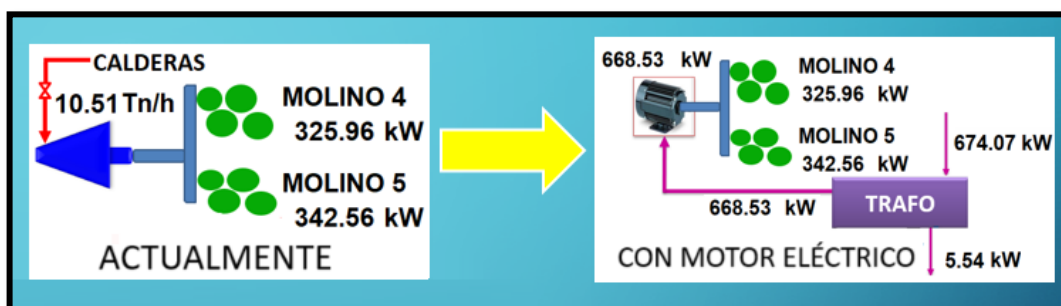 CALDERAS
10.51 Tn/h
MOLINO 4
325.96 kW
MOLINO 5
342.56 kW
ACTUALMENTE
668.53 kW
MOLINO 4
325.96 kW
MOLINO 5
342.56 kW
674.07 kW
668.53 kW
TRAFO
CON MOTOR ELÉCTRICO
5.54 kW